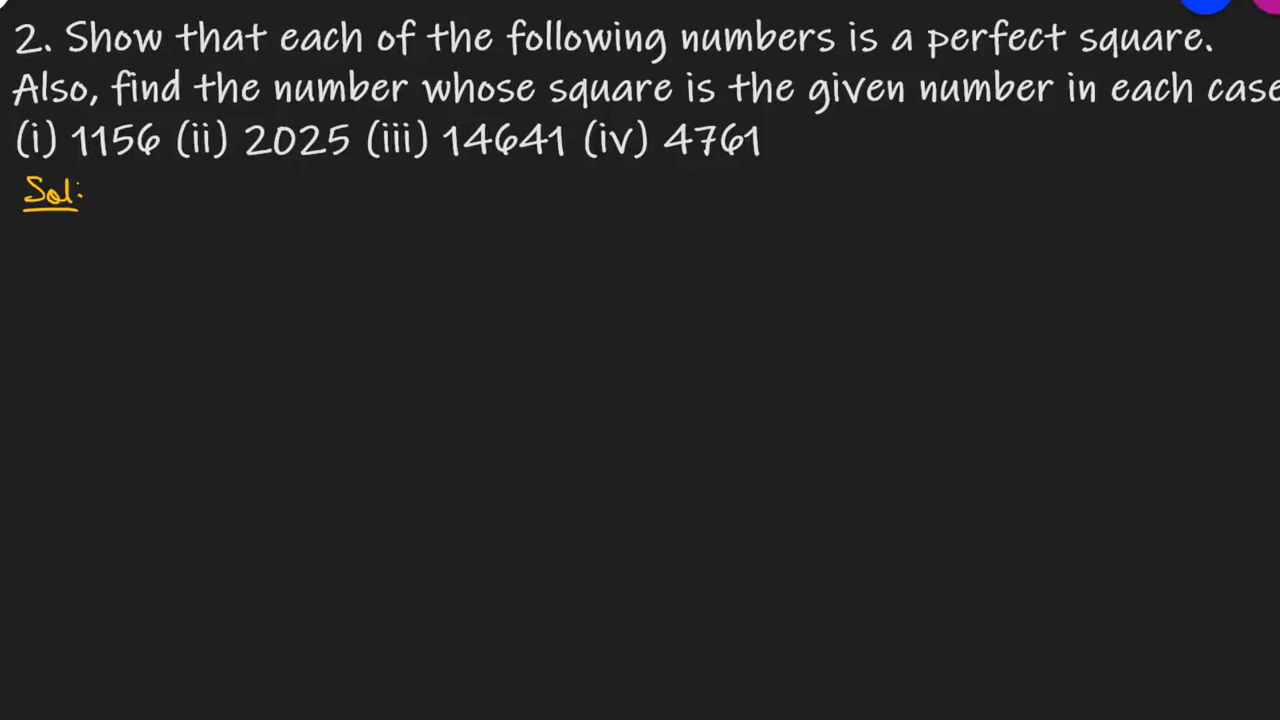 2. Show that each of the following numbers is a perfect square.
Also, find the number whose square is the given number in each case
(i) 1156 (ii) 2025 (iii) 14641 (iv) 4761
Sol: